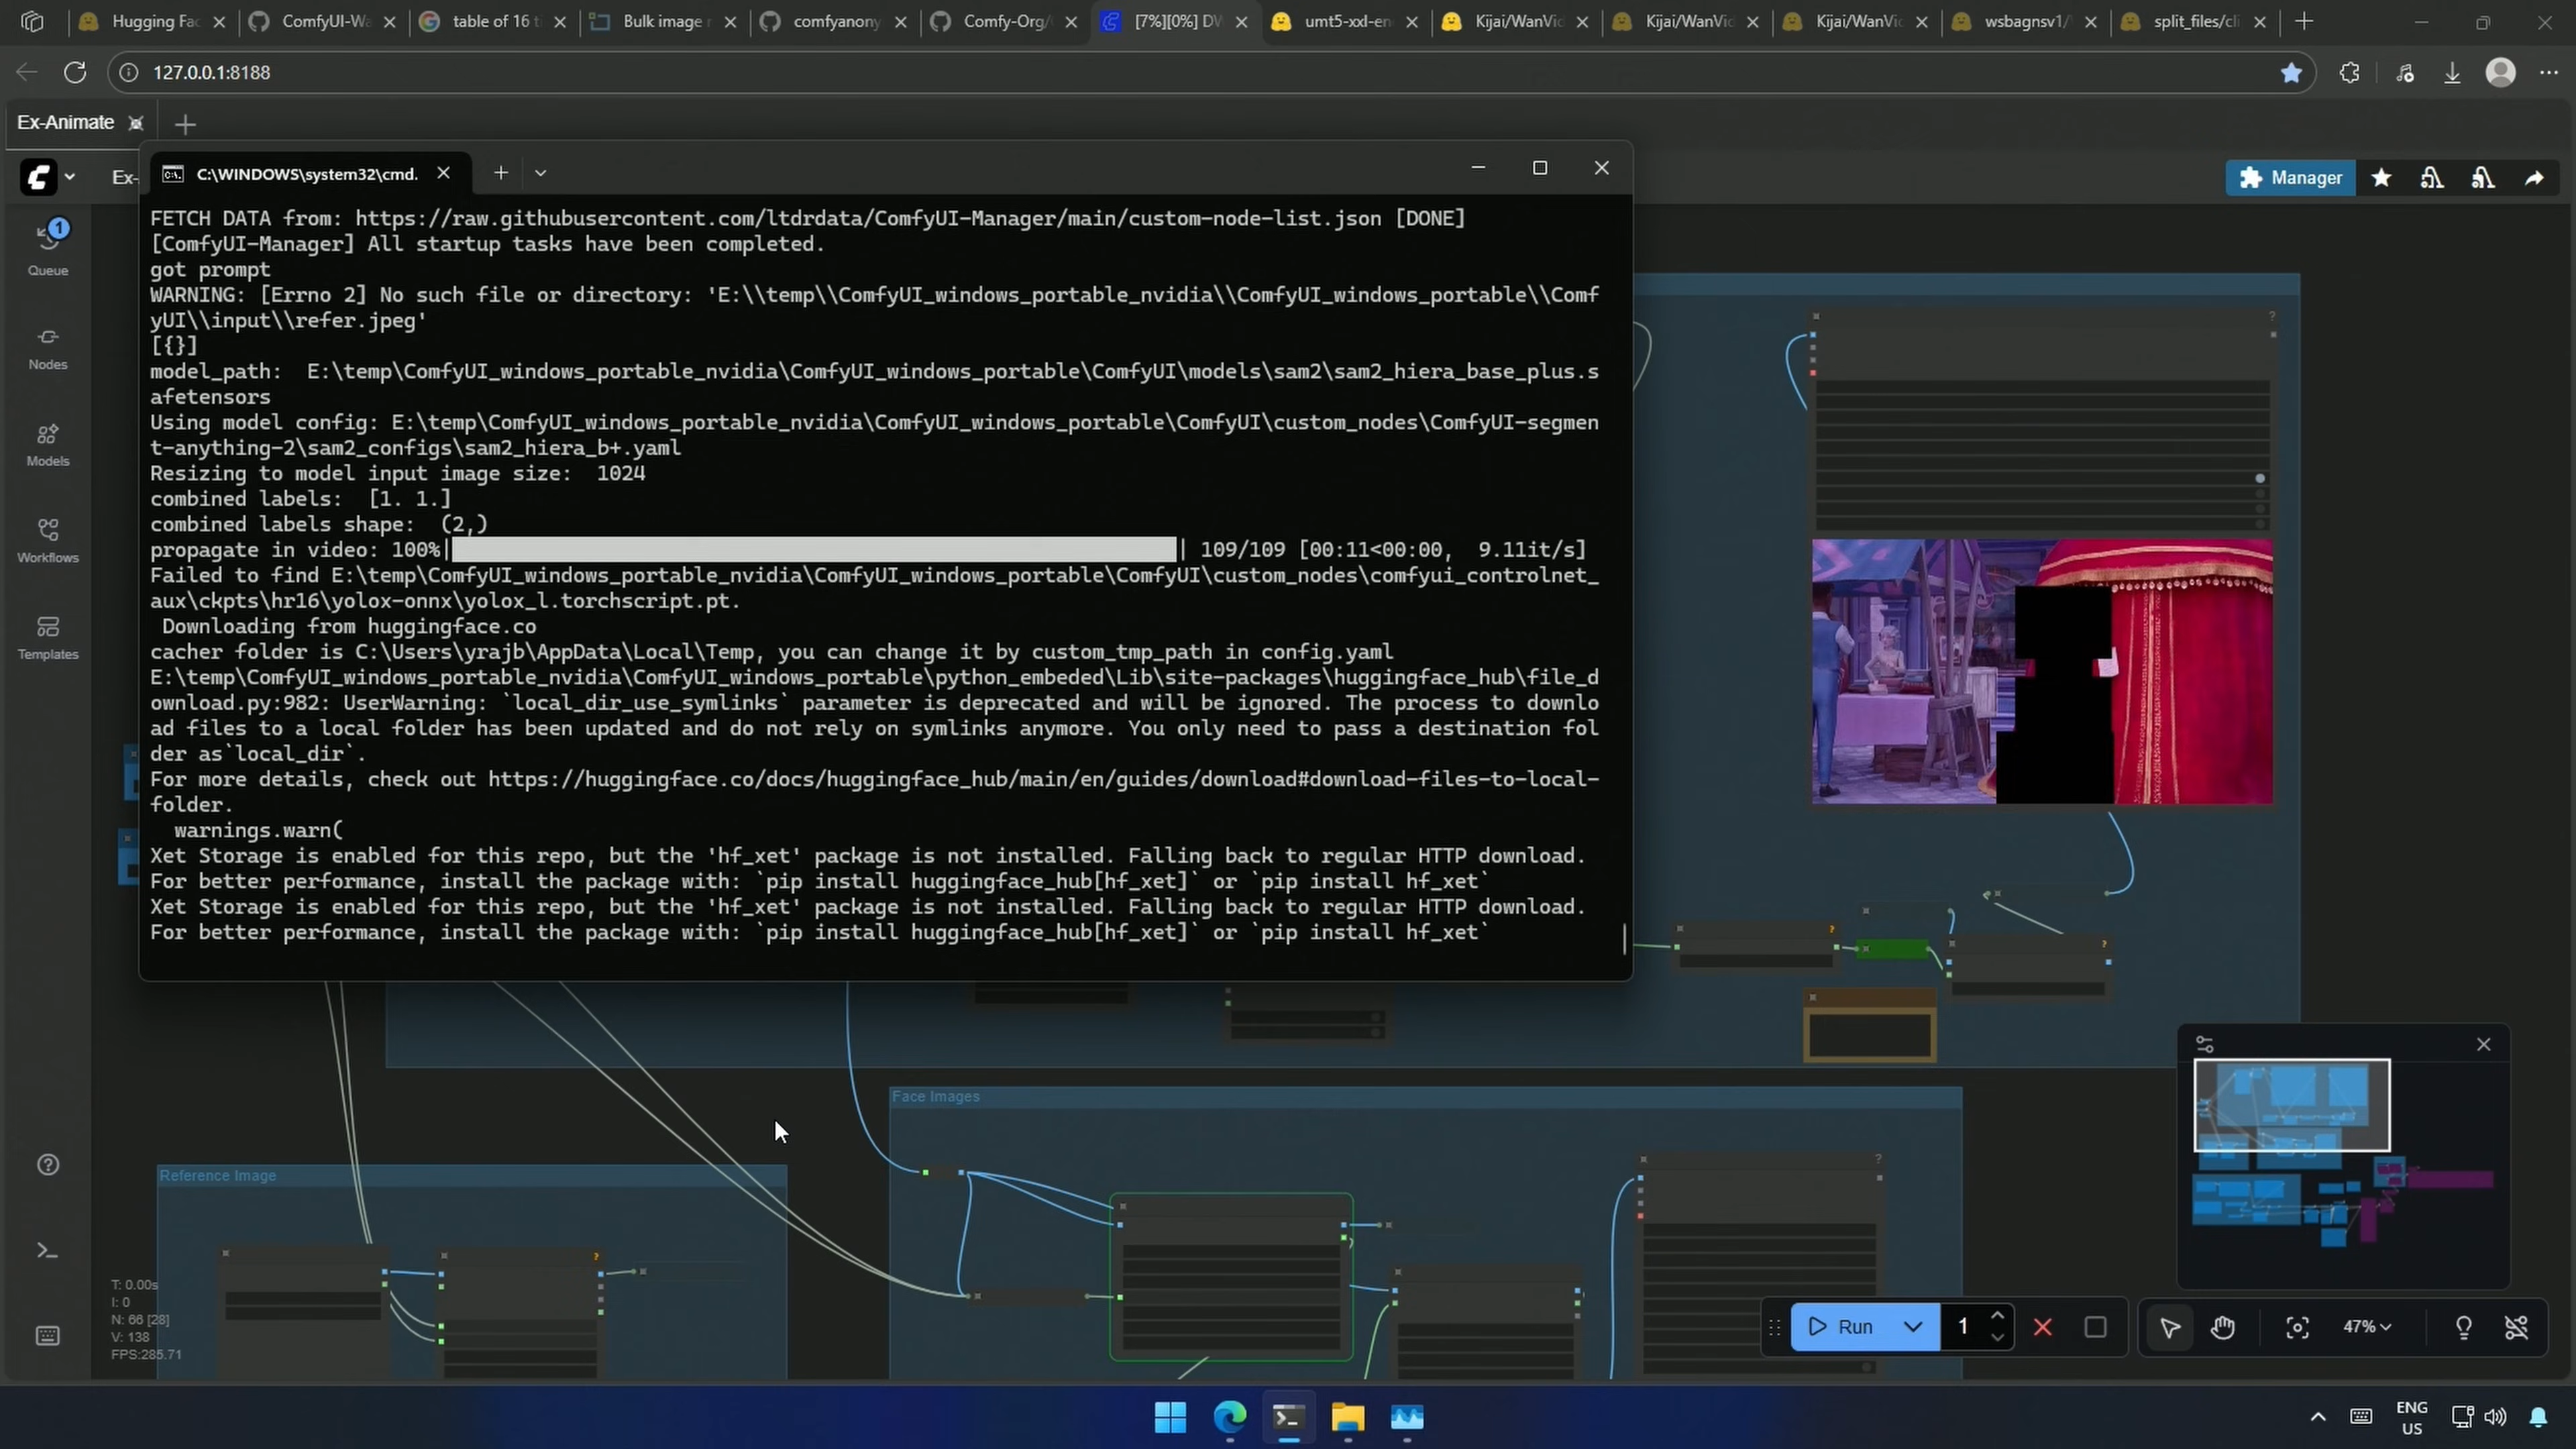 Hugging Fac
ComfyUI-Wa
table of 16 ti
Bulk image r
comfyanony
Comfy-Org/
[7%][0%] DW
umt5-xxl-en
Kijai/WanVid
Kijai/WanVic
Kijai/WanVic
wsbagnsv1/
split_files/cli
127.0.0.1:8188
Ex-Animate
C:\WINDOWS\system32\cmd.
Ex-
Manager
FETCH DATA from: https://raw.githubusercontent.com/ltdrdata/ComfyUI-Manager/main/custom-node-list.json [DONE]
[ComfyUI-Manager] All startup tasks have been completed.
got prompt
WARNING: [Errno 2] No such file or directory: 'E:\\temp\\ComfyUI_windows_portable_nvidia\\ComfyUI_windows_portable\\Comf
yUI\\input\\refer.jpeg'
[{}]
model_path:  E:\temp\ComfyUI_windows_portable_nvidia\ComfyUI_windows_portable\ComfyUI\models\sam2\sam2_hiera_base_plus.s
afetensors
Using model config: E:\temp\ComfyUI_windows_portable_nvidia\ComfyUI_windows_portable\ComfyUI\custom_nodes\ComfyUI-segmen
t-anything-2\sam2_configs\sam2_hiera_b+.yaml
Resizing to model input image size:  1024
combined labels:  [1. 1.]
combined labels shape:  (2,)
propagate in video: 100%| | 109/109 [00:11<00:00,  9.11it/s]
Failed to find E:\temp\ComfyUI_windows_portable_nvidia\ComfyUI_windows_portable\ComfyUI\custom_nodes\comfyui_controlnet_
aux\ckpts\hr16\yolox-onnx\yolox_l.torchscript.pt.
Downloading from huggingface.co
cacher folder is C:\Users\yrajb\AppData\Local\Temp, you can change it by custom_tmp_path in config.yaml
E:\temp\ComfyUI_windows_portable_nvidia\ComfyUI_windows_portable\python_embeded\Lib\site-packages\huggingface_hub\file_d
ownload.py:982: UserWarning: `local_dir_use_symlinks` parameter is deprecated and will be ignored. The process to downlo
ad files to a local folder has been updated and do not rely on symlinks anymore. You only need to pass a destination fol
der as`local_dir`.
For more details, check out https://huggingface.co/docs/huggingface_hub/main/en/guides/download#download-files-to-local-
folder.
warnings.warn(
Xet Storage is enabled for this repo, but the 'hf_xet' package is not installed. Falling back to regular HTTP download.
For better performance, install the package with: `pip install huggingface_hub[hf_xet]` or `pip install hf_xet`
Xet Storage is enabled for this repo, but the 'hf_xet' package is not installed. Falling back to regular HTTP download.
For better performance, install the package with: `pip install huggingface_hub[hf_xet]` or `pip install hf_xet`
1
Queue
Nodes
Models
Workflows
Templates
Face Images
Reference Image
T: 0.00s
I: 0
N: 66 [28]
V: 138
FPS:285.71
Run
1
47%
ENG
US